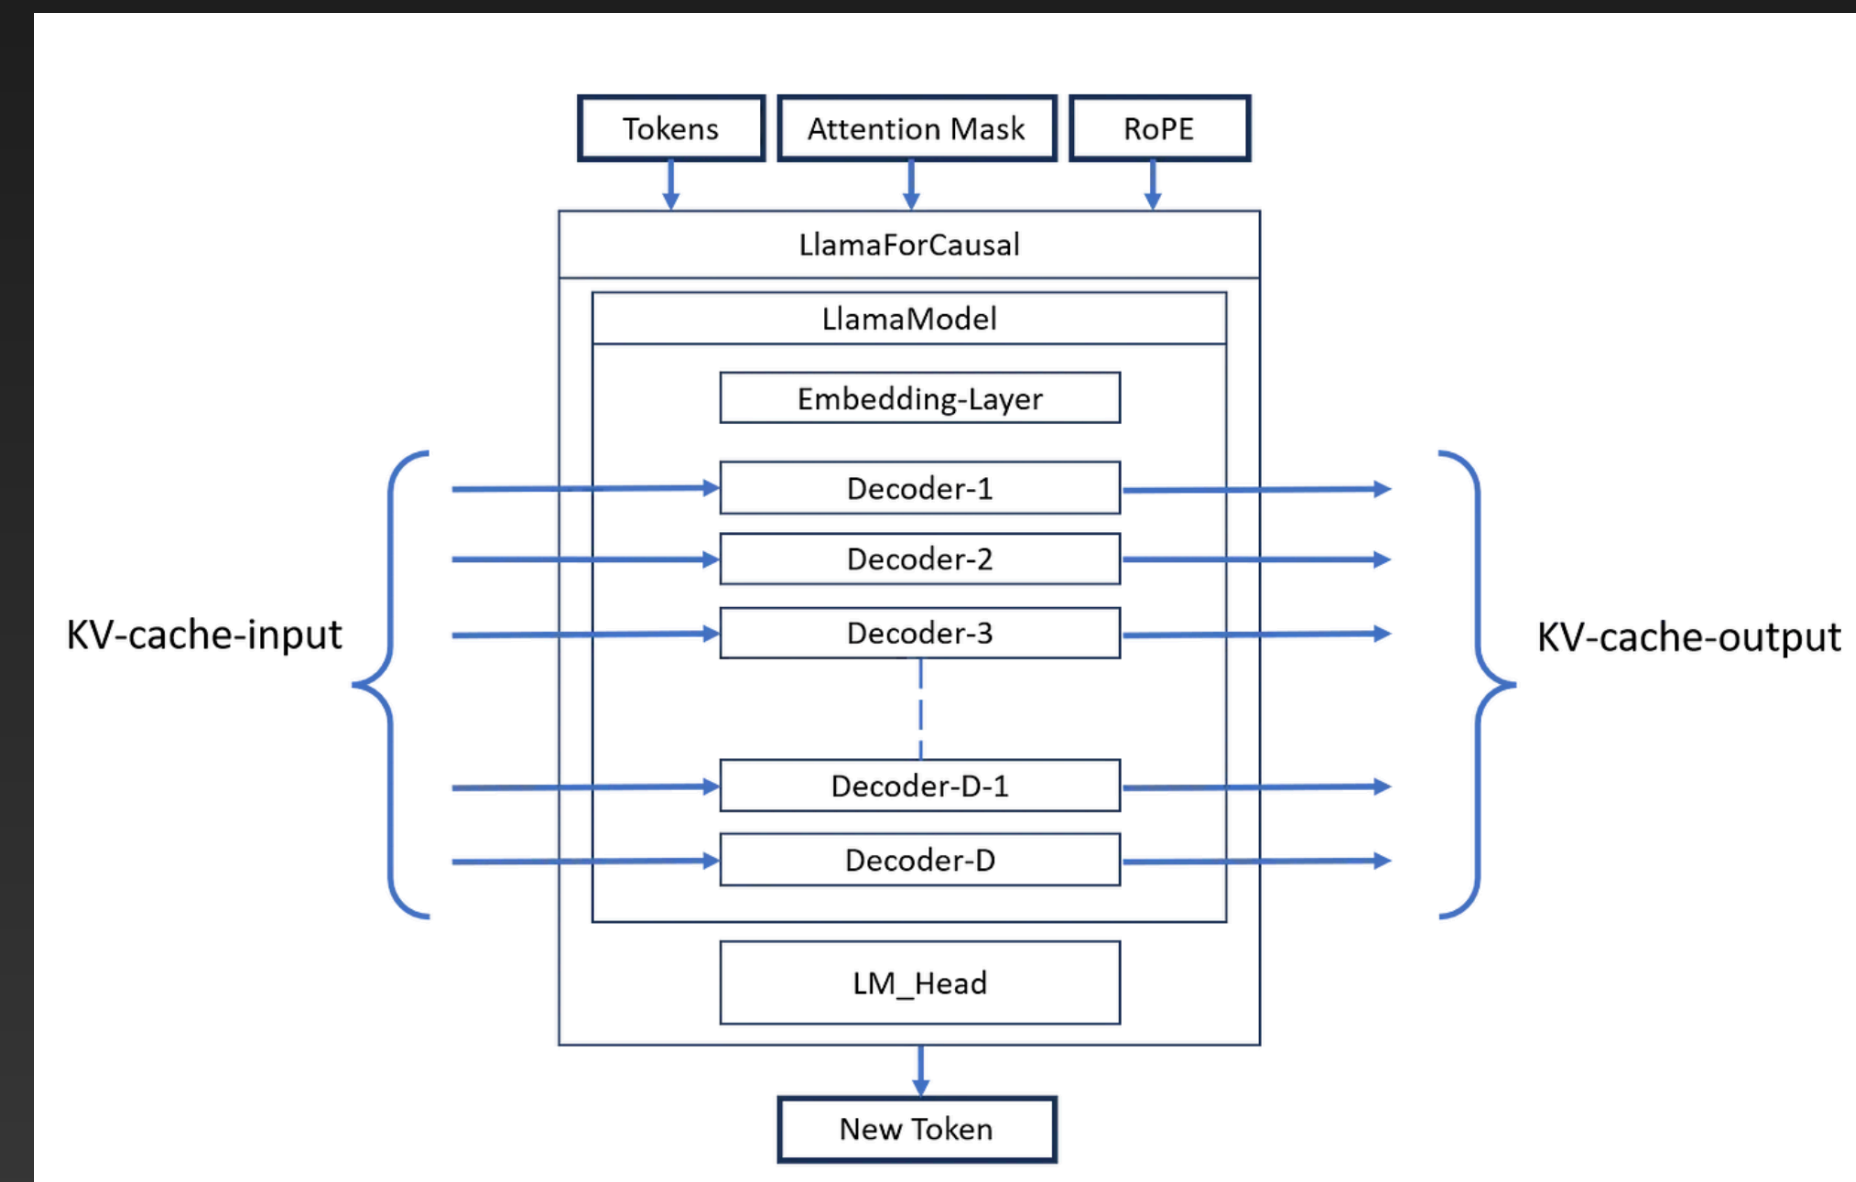 Tokens
Attention Mask
RoPE
LlamaForCausal
LlamaModel
Embedding-Layer
Decoder-1
Decoder-2
Decoder-3
KV-cache-input
KV-cache-output
Decoder-D-1
Decoder-D
LM_Head
New Token